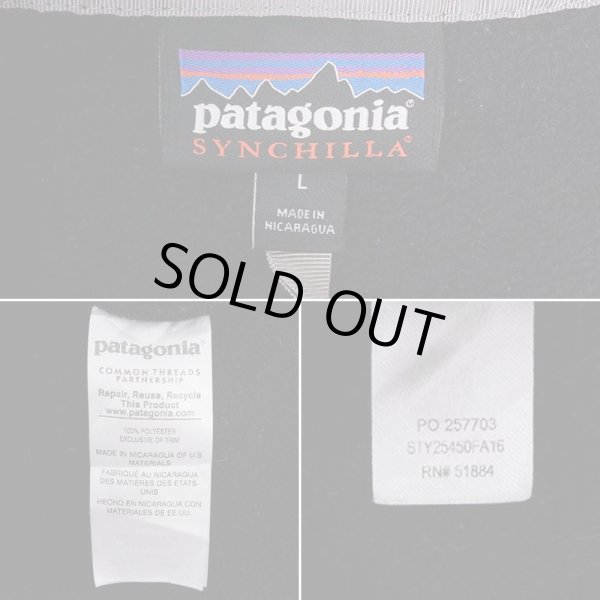 patagonia®
SYNCHILLA®
L
MADE IN
NICARAGUA
SOLD OUT
patagonia®
COMMON THREADS
PARTNERSHIP
Repair, Reuse, Recycle
This Product
www.patagonia.com
100% POLYESTER
EXCLUSIVE OF TRIM
MADE IN NICARAGUA OF U.S.
MATERIALS
FABRIQUÉ AU NICARAGUA
DES MATIÈRES DES ÉTATS-
UNIS
HECHO EN NICARAGUA CON
MATERIALES DE EE.UU.
PO 257703
STY25450FA16
RN# 51884